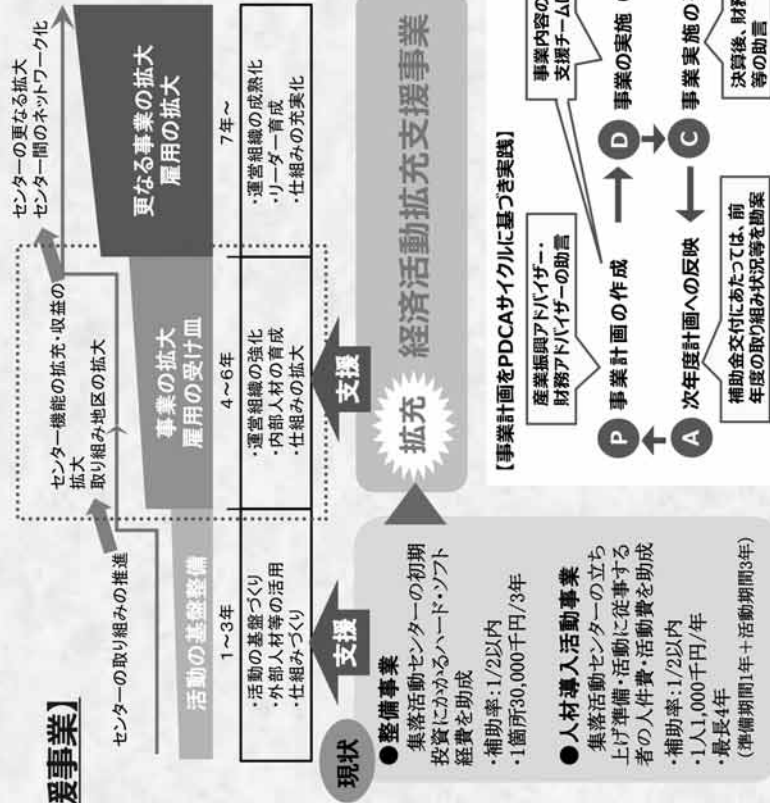 援事業】
センターの取り組みの推進
センター機能の拡充・収益の
拡大
取り組み地区の拡大
センターの更なる拡大
センター間のネットワーク化
活動の基盤整備
事業の拡大
雇用の受け皿
更なる事業の拡大
雇用の拡大
1~3年
4~6年
7年~
・活動の基盤づくり
・外部人材等の活用
・仕組みづくり
・運営組織の強化
・内部人材の育成
・仕組みの拡大
・運営組織の成熟化
・リーダー育成
・仕組みの充実化
支援
支援
現状
●整備事業
集落活動センターの初期
投資にかかるハード・ソフト
経費を助成
・補助率:1/2以内
・1箇所30,000千円/3年
●人材導入活動事業
集落活動センターの立ち
上げ準備・活動に従事する
者の人件費・活動費を助成
・補助率:1/2以内
・1人1,000千円/年
・最長4年
(準備期間1年+活動期間3年)
拡充
経済活動拡充支援事業
【事業計画をPDCAサイクルに基づき実践】
産業振興アドバイザー・
財務アドバイザーの助言
事業内容の
支援チーム
P 事業計画の作成
D 事業の実施
A 次年度計画への反映
C 事業実施の
補助金交付にあたっては、前
年度の取り組み状況等を勘案
決算後、財務
等の助言